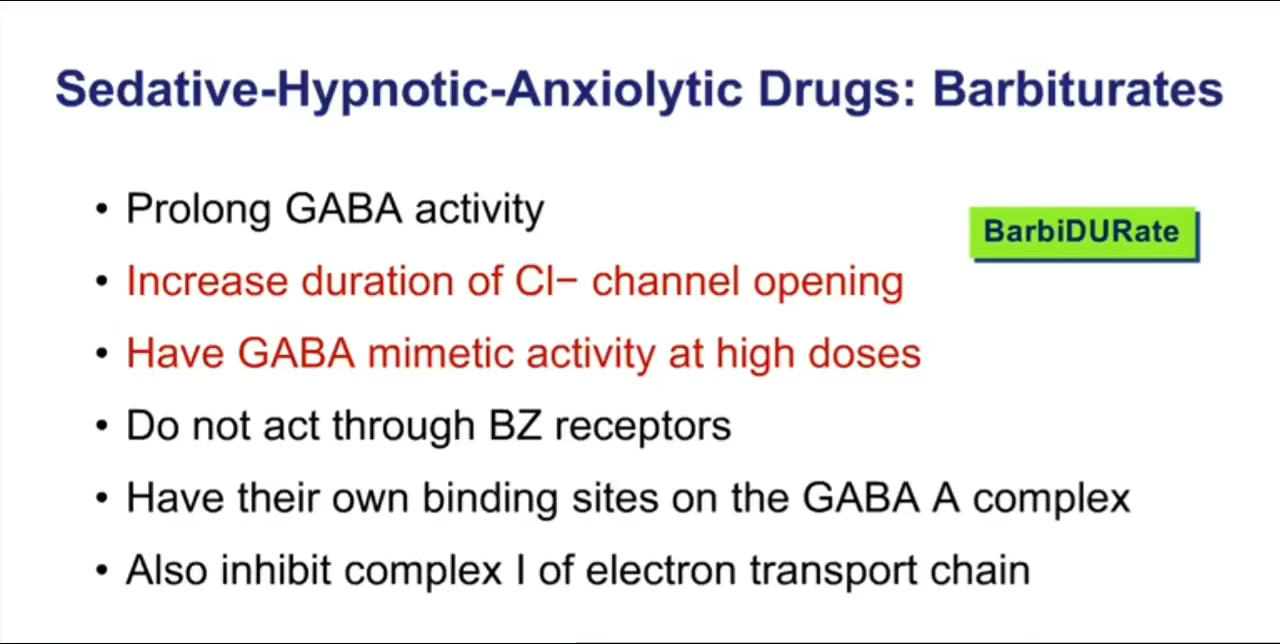 Sedative-Hypnotic-Anxiolytic Drugs: Barbiturates
• Prolong GABA activity
BarbiDURate
• Increase duration of Cl− channel opening
• Have GABA mimetic activity at high doses
• Do not act through BZ receptors
• Have their own binding sites on the GABA A complex
• Also inhibit complex I of electron transport chain